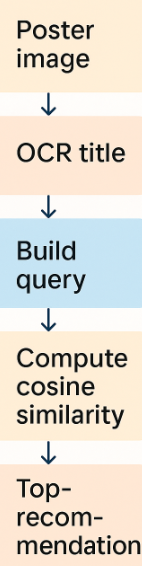 Poster
image
OCR title
Build
query
Compute
cosine
similarity
Top-
recom-
mendation